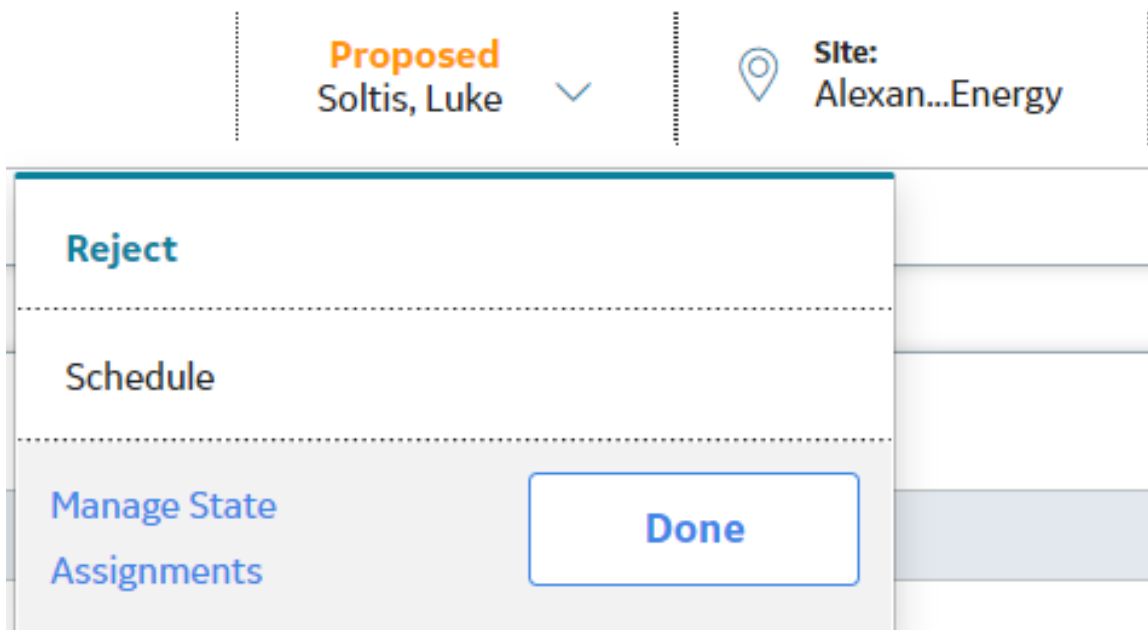 Proposed
Soltis, Luke
Site:
Alexan...Energy
Reject
Schedule
Manage State
Assignments
Done